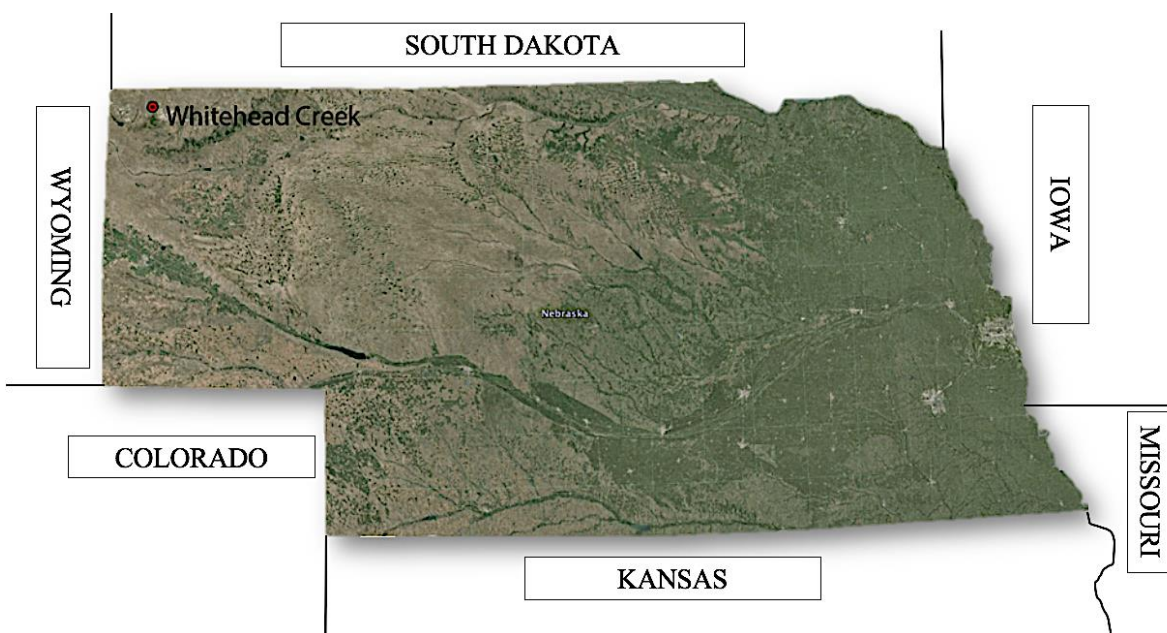 SOUTH DAKOTA
Whitehead Creek
WYOMING
IOWA
Nebraska
COLORADO
MISSOURI
KANSAS